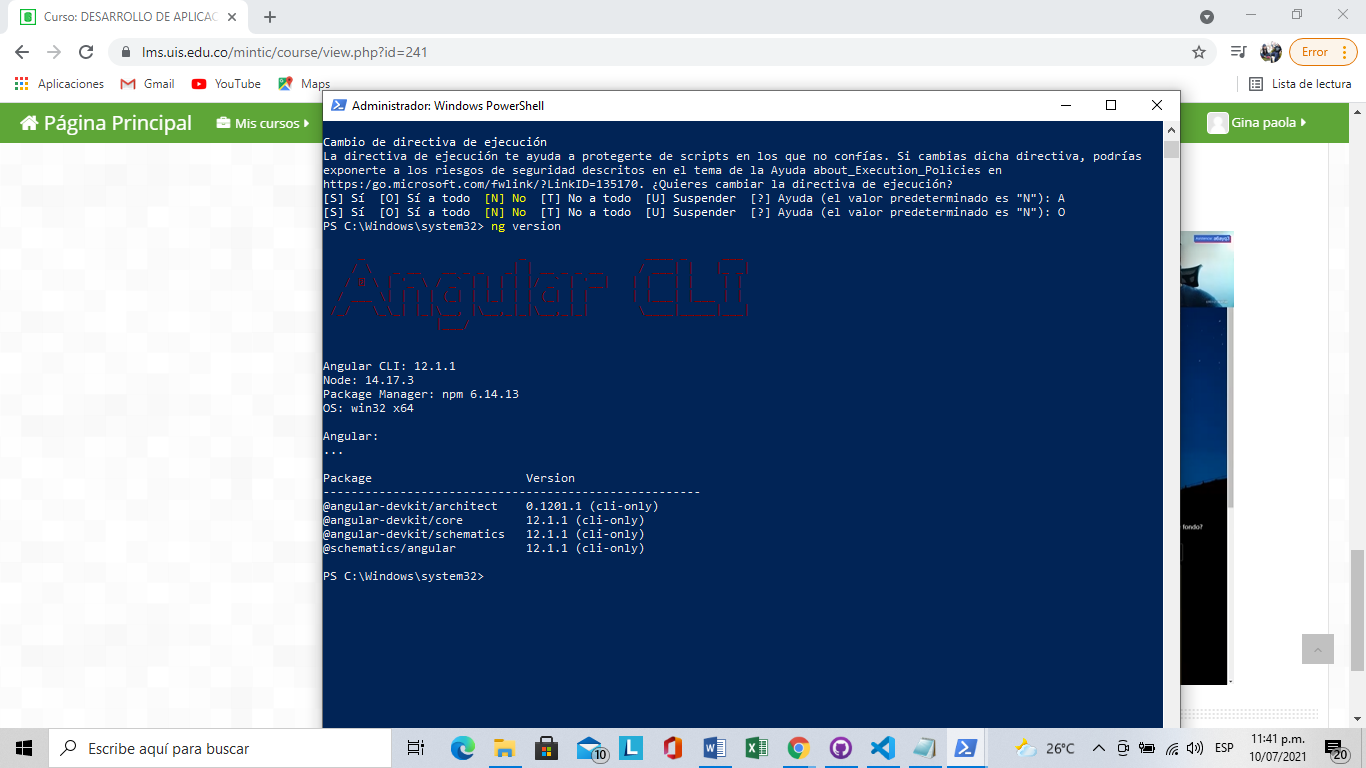 Curso: DESARROLLO DE APLICAC
lms.uis.edu.co/mintic/course/view.php?id=241
Error
Aplicaciones Gmail YouTube Maps Lista de lectura
Página Principal Mis cursos Gina paola
Administrador: Windows PowerShell
Cambio de directiva de ejecución
La directiva de ejecución te ayuda a protegerte de scripts en los que no confías. Si cambias dicha directiva, podrías
exponerte a los riesgos de seguridad descritos en el tema de la Ayuda about_Execution_Policies en
https:/go.microsoft.com/fwlink/?LinkID=135170. ¿Quieres cambiar la directiva de ejecución?
[S] Sí  [O] Sí a todo  [N] No  [T] No a todo  [U] Suspender  [?] Ayuda (el valor predeterminado es "N"): A
[S] Sí  [O] Sí a todo  [N] No  [T] No a todo  [U] Suspender  [?] Ayuda (el valor predeterminado es "N"): O
PS C:\Windows\system32> ng version
Angular CLI
Angular CLI: 12.1.1
Node: 14.17.3
Package Manager: npm 6.14.13
OS: win32 x64
Angular:
...
Package Version
------------------------------------------------------
@angular-devkit/architect 0.1201.1 (cli-only)
@angular-devkit/core 12.1.1 (cli-only)
@angular-devkit/schematics 12.1.1 (cli-only)
@schematics/angular 12.1.1 (cli-only)
PS C:\Windows\system32>
fondo?
Escribe aquí para buscar
10
26°C
ESP
11:41 p.m.
10/07/2021
20